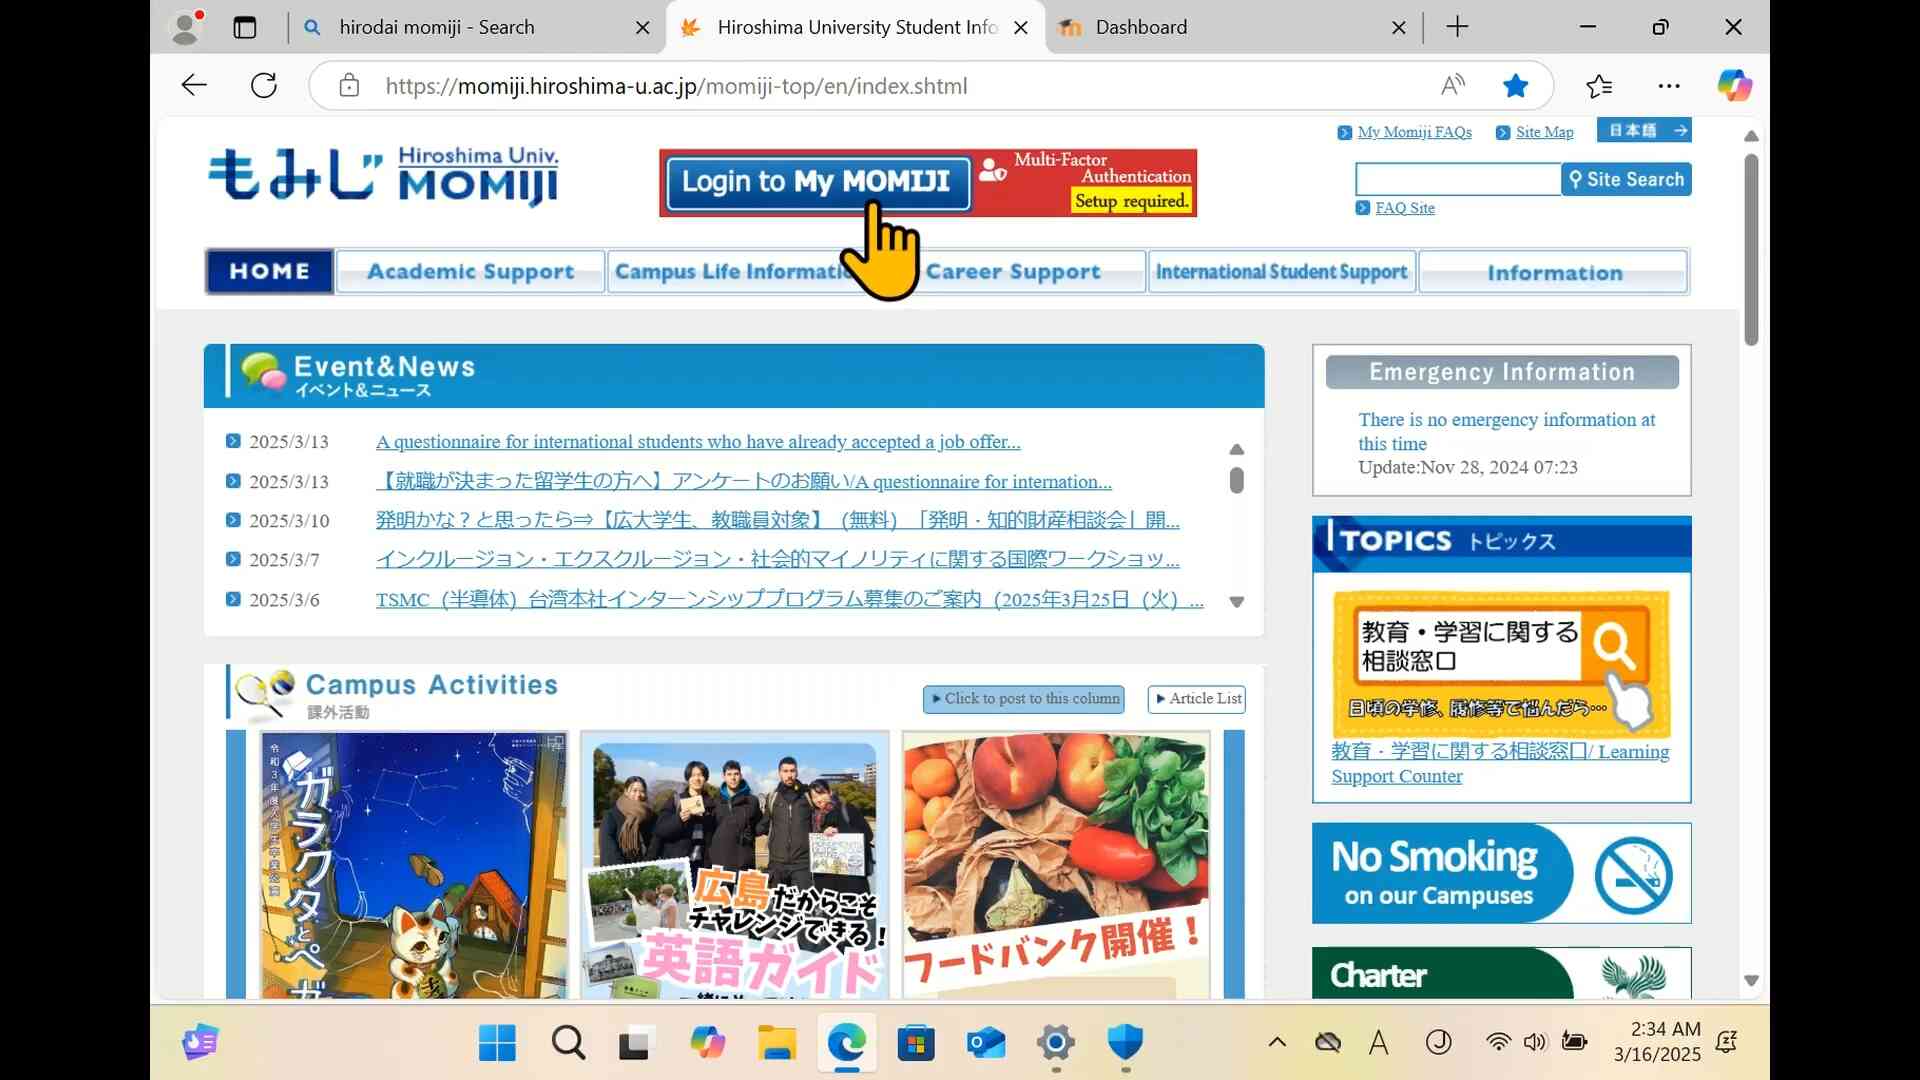 hirodai momiji - Search
Hiroshima University Student Info
Dashboard
https://momiji.hiroshima-u.ac.jp/momiji-top/en/index.shtml
My Momiji FAQs
Site Map
日本語
もみじ
Hiroshima Univ.
MOMIJI
Login to My MOMIJI
Multi-Factor
Authentication
Setup required.
Site Search
FAQ Site
HOME
Academic Support
Campus Life Informatio
Career Support
International Student Support
Information
Event&News
イベント&ニュース
2025/3/13 A questionnaire for international students who have already accepted a job offer...
2025/3/13 【就職が決まった留学生の方へ】アンケートのお願い/A questionnaire for internation...
2025/3/10 発明かな？と思ったら⇒【広大学生、教職員対象】（無料）「発明・知的財産相談会」開...
2025/3/7 インクルージョン・エクスクルージョン・社会的マイノリティに関する国際ワークショッ...
2025/3/6 TSMC（半導体）台湾本社インターンシッププログラム募集のご案内（2025年3月25日（火）...
Emergency Information
There is no emergency information at
this time
Update:Nov 28, 2024 07:23
TOPICS トピックス
教育・学習に関する
相談窓口
日頃の学修、履修等で悩んだら…
教育・学習に関する相談窓口/ Learning
Support Counter
Campus Activities
課外活動
Click to post to this column
Article List
ガラクタとペガ
広島だからこそ
チャレンジできる！
英語ガイド
フードバンク開催！
No Smoking
on our Campuses
Charter
A
2:34 AM
3/16/2025